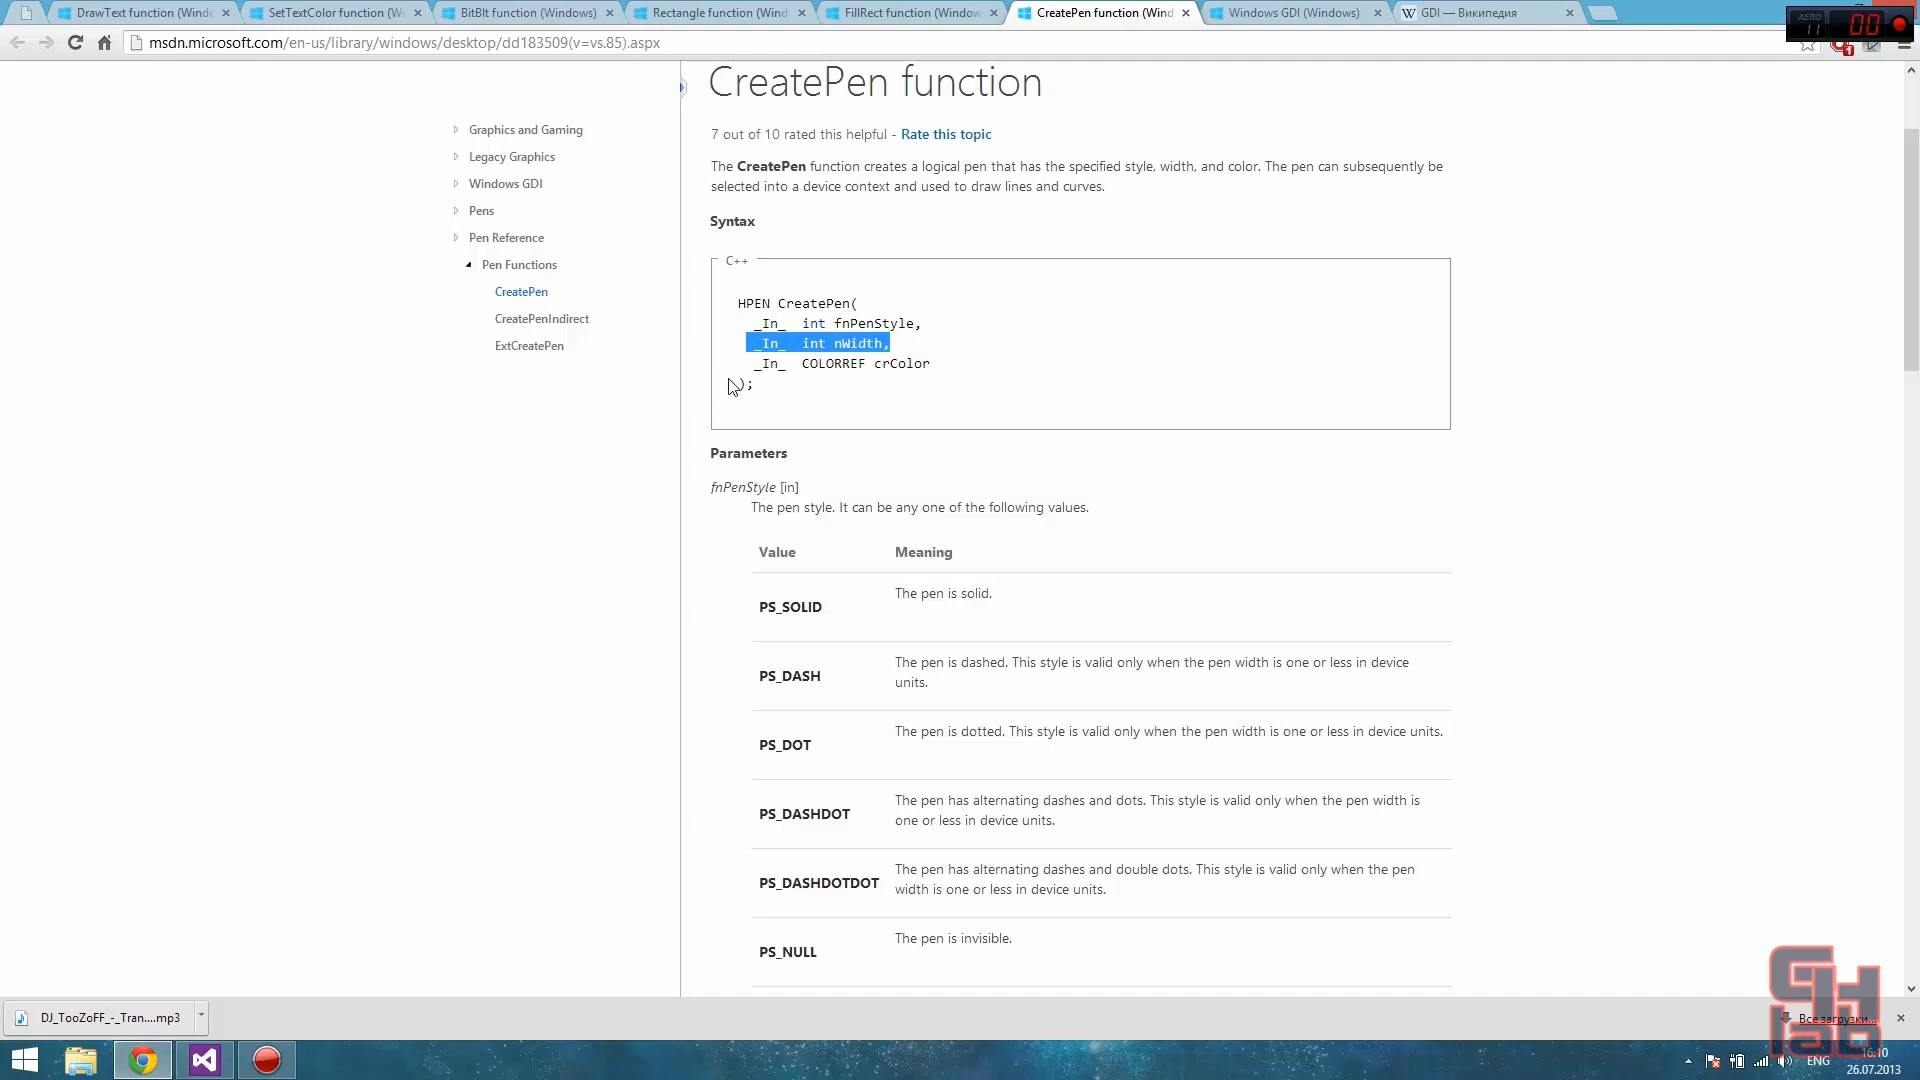 DrawText function (Windo
SetTextColor function (Wi
BitBlt function (Windows)
Rectangle function (Wind
FillRect function (Window
CreatePen function (Wind
Windows GDI (Windows)
GDI — Википедия
AERO
11
00
msdn.microsoft.com/en-us/library/windows/desktop/dd183509(v=vs.85).aspx
1
Graphics and Gaming
Legacy Graphics
Windows GDI
Pens
Pen Reference
Pen Functions
CreatePen
CreatePenIndirect
ExtCreatePen
CreatePen function
7 out of 10 rated this helpful - Rate this topic
The CreatePen function creates a logical pen that has the specified style, width, and color. The pen can subsequently be
selected into a device context and used to draw lines and curves.
Syntax
C++
HPEN CreatePen(
_In_ int fnPenStyle,
_In_ int nWidth,
_In_ COLORREF crColor
);
Parameters
fnPenStyle [in]
The pen style. It can be any one of the following values.
Value Meaning
PS_SOLID
The pen is solid.
PS_DASH
The pen is dashed. This style is valid only when the pen width is one or less in device
units.
PS_DOT
The pen is dotted. This style is valid only when the pen width is one or less in device units.
PS_DASHDOT
The pen has alternating dashes and dots. This style is valid only when the pen width is
one or less in device units.
PS_DASHDOTDOT
The pen has alternating dashes and double dots. This style is valid only when the pen
width is one or less in device units.
PS_NULL
The pen is invisible.
DJ_TooZoFF_-_Tran....mp3
Все загрузки...
lab
ENG
16:10
26.07.2013